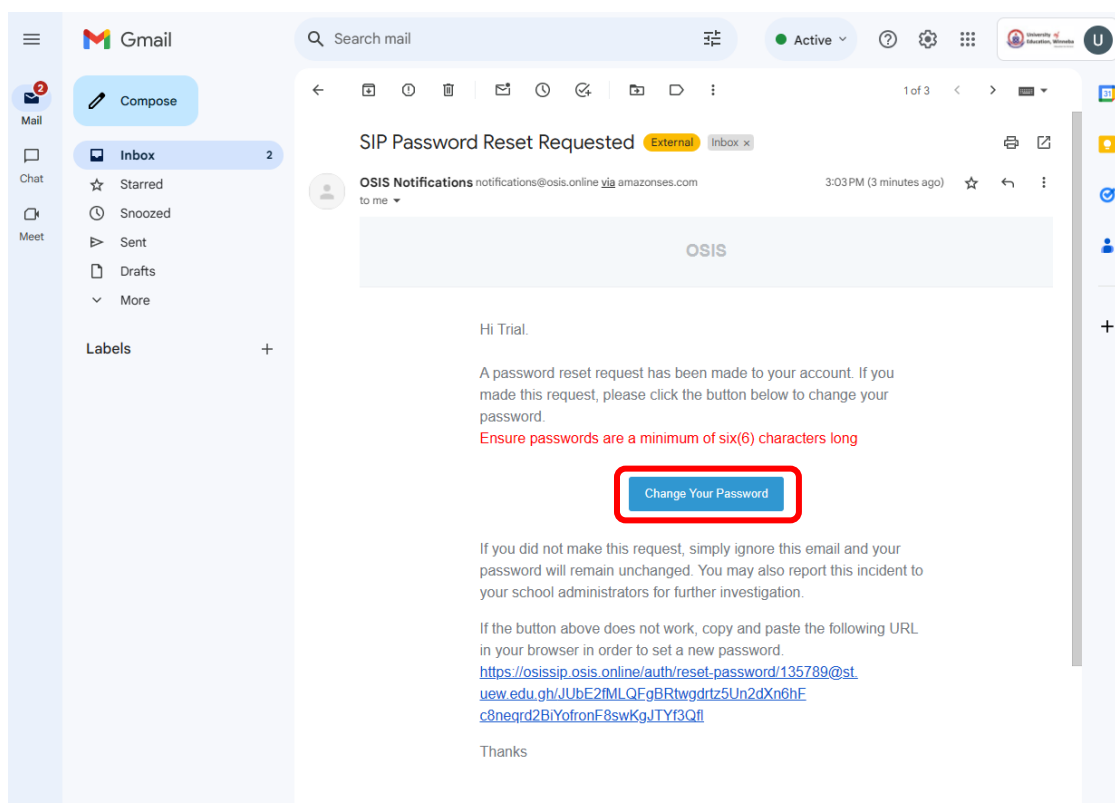 Gmail
Search mail
Active
University of
Education, Winneba
U
2
Mail
Chat
Meet
Compose
Inbox 2
Starred
Snoozed
Sent
Drafts
More
Labels
1 of 3
31
SIP Password Reset Requested External Inbox ×
OSIS Notifications notifications@osis.online via amazonses.com 3:03 PM (3 minutes ago)
to me
OSIS
Hi Trial.
A password reset request has been made to your account. If you
made this request, please click the button below to change your
password.
Ensure passwords are a minimum of six(6) characters long
Change Your Password
If you did not make this request, simply ignore this email and your
password will remain unchanged. You may also report this incident to
your school administrators for further investigation.
If the button above does not work, copy and paste the following URL
in your browser in order to set a new password.
https://osissip.osis.online/auth/reset-password/135789@st.
uew.edu.gh/JUbE2fMLQFgBRtwgdrtz5Un2dXn6hF
c8neqrd2BiYofronF8swKgJTYf3Qfl
Thanks